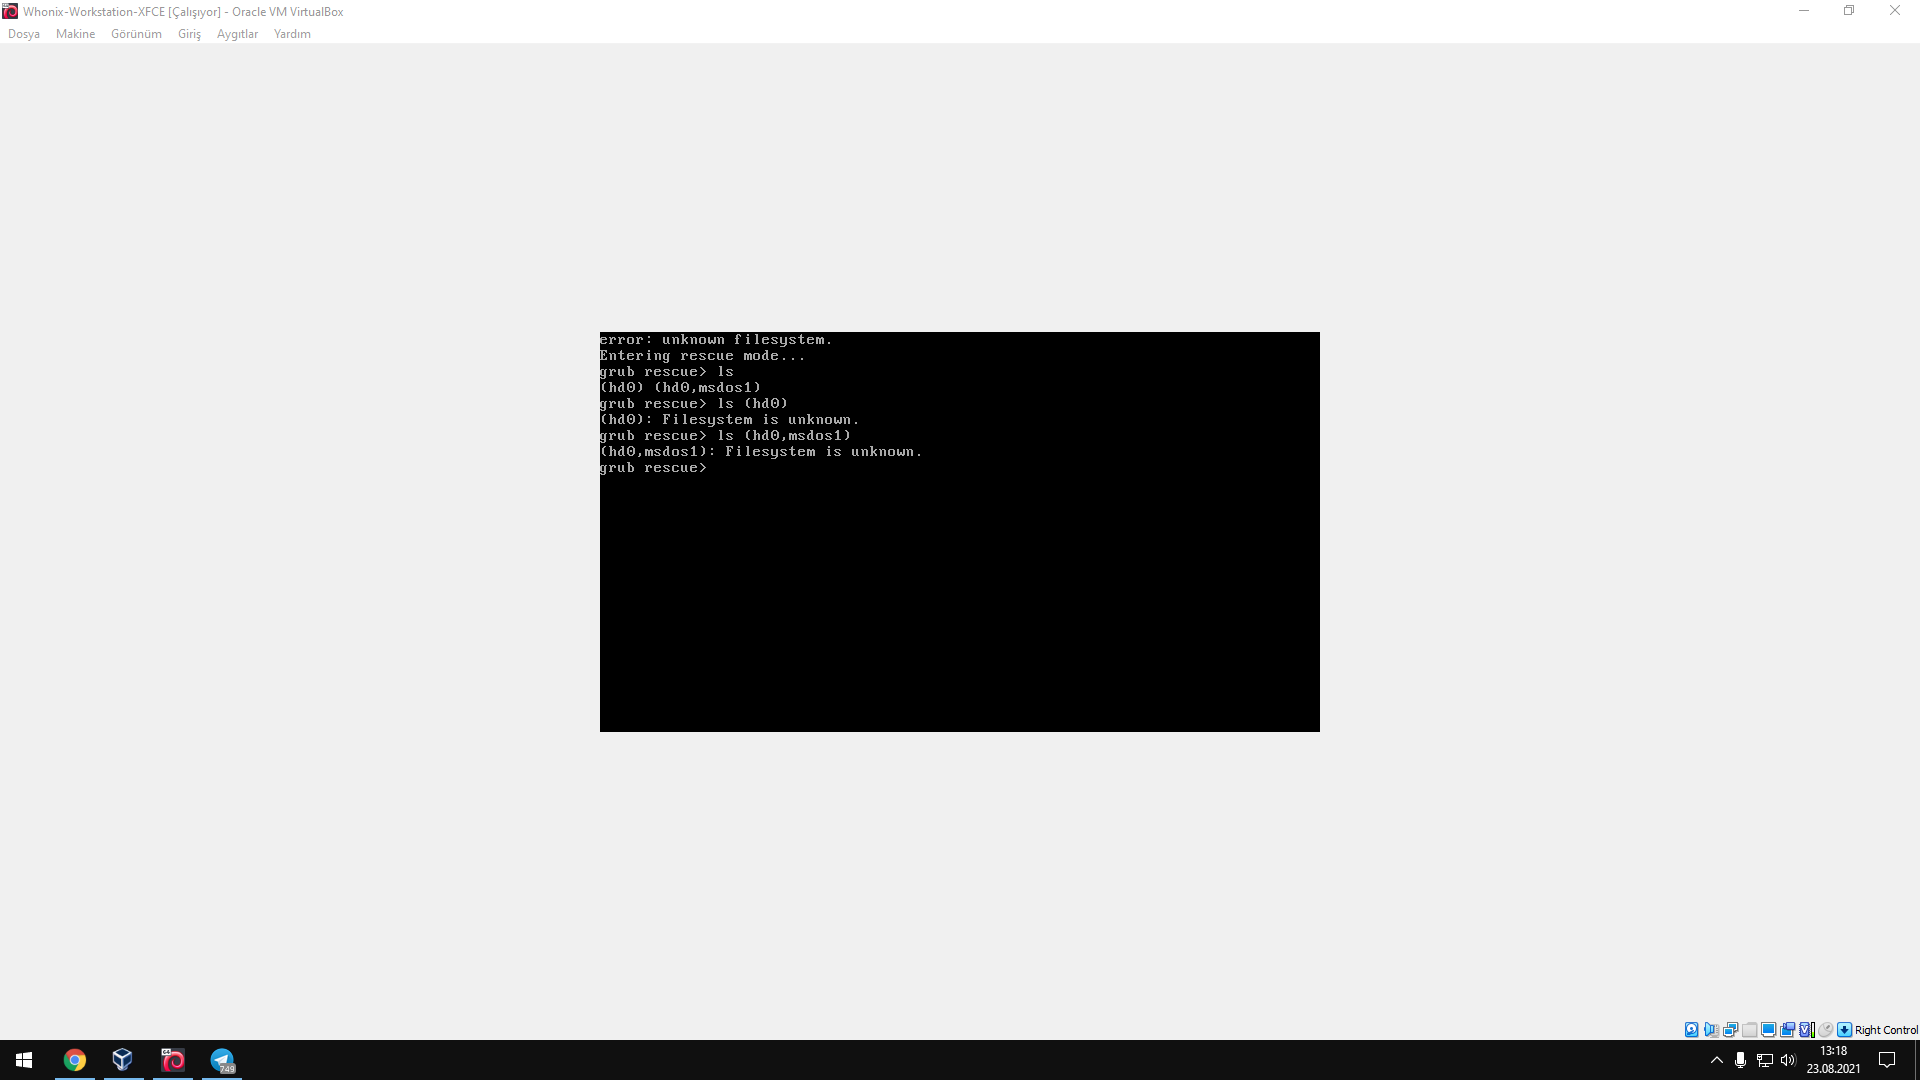 Whonix-Workstation-XFCE [Çalışıyor] - Oracle VM VirtualBox
Dosya Makine Görünüm Giriş Aygıtlar Yardım
error: unknown filesystem.
Entering rescue mode...
grub rescue> ls
(hd0) (hd0,msdos1)
grub rescue> ls (hd0)
(hd0): Filesystem is unknown.
grub rescue> ls (hd0,msdos1)
(hd0,msdos1): Filesystem is unknown.
grub rescue>
Right Control
749
13:18
23.08.2021